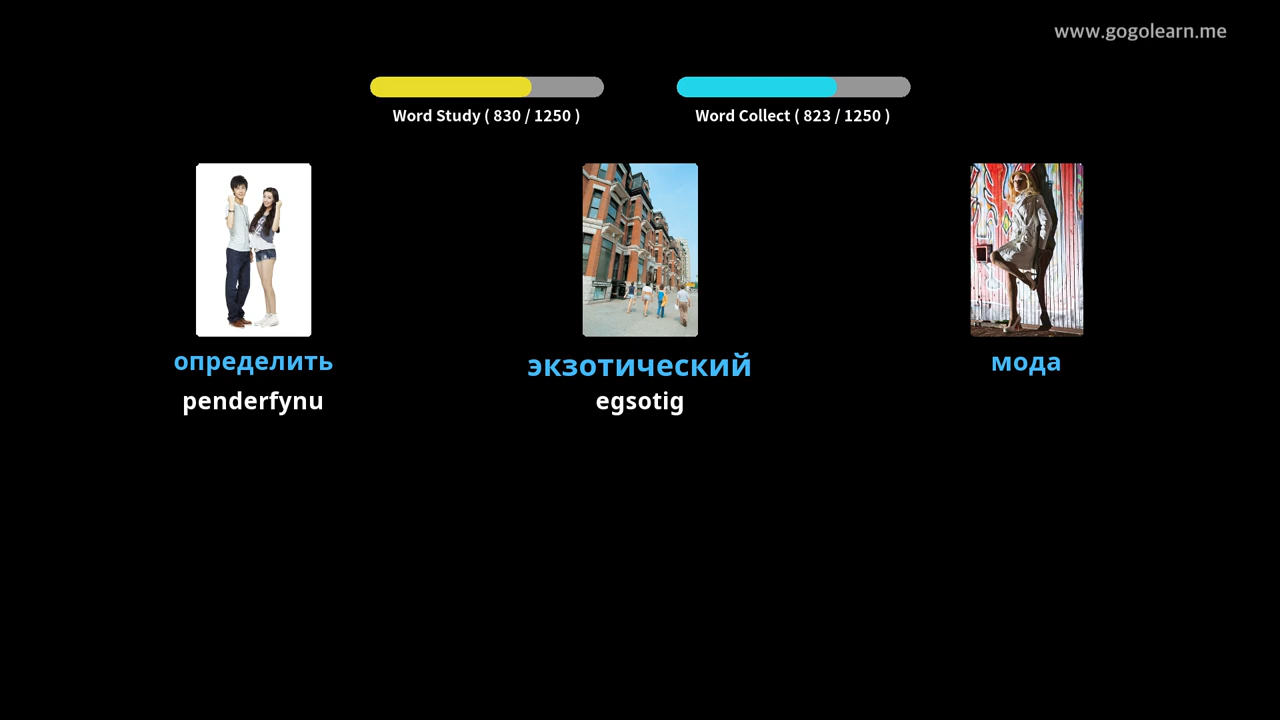 www.gogolearn.me
Word Study ( 830 / 1250 )
Word Collect ( 823 / 1250 )
определить
экзотический
мода
penderfynu
egsotig